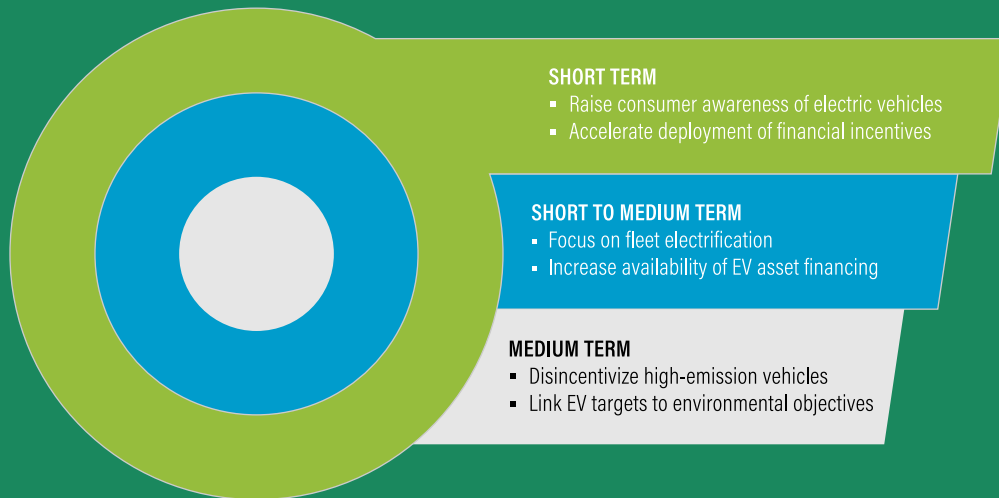 SHORT TERM
▪ Raise consumer awareness of electric vehicles
▪ Accelerate deployment of financial incentives
SHORT TO MEDIUM TERM
▪ Focus on fleet electrification
▪ Increase availability of EV asset financing
MEDIUM TERM
▪ Disincentivize high-emission vehicles
▪ Link EV targets to environmental objectives